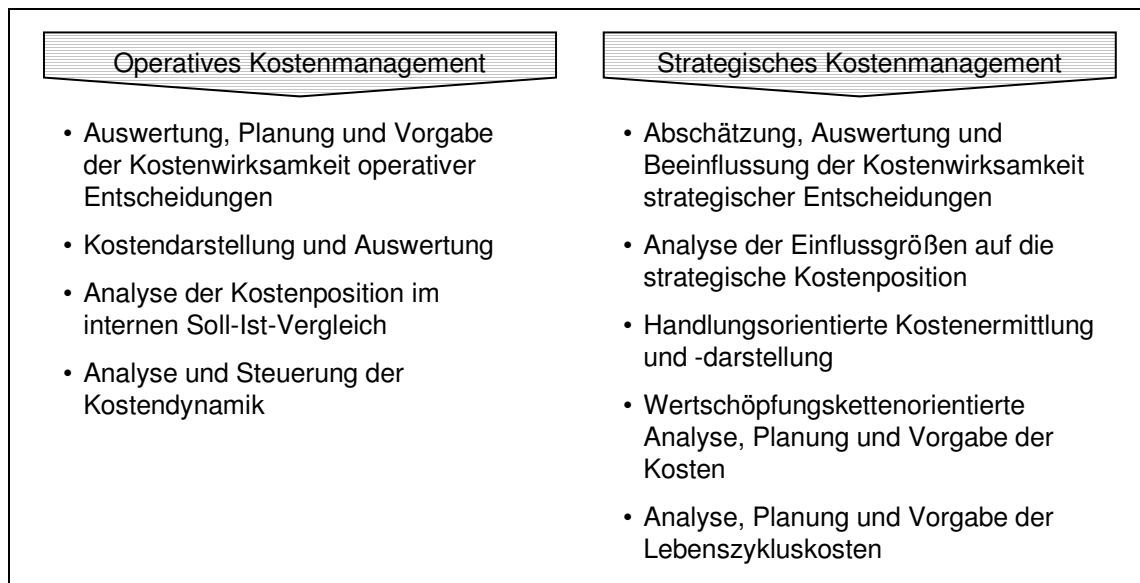 Operatives Kostenmanagement
• Auswertung, Planung und Vorgabe
der Kostenwirksamkeit operativer
Entscheidungen
• Kostendarstellung und Auswertung
• Analyse der Kostenposition im
internen Soll-Ist-Vergleich
• Analyse und Steuerung der
Kostendynamik
Strategisches Kostenmanagement
• Abschätzung, Auswertung und
Beeinflussung der Kostenwirksamkeit
strategischer Entscheidungen
• Analyse der Einflussgrößen auf die
strategische Kostenposition
• Handlungsorientierte Kostenermittlung
und -darstellung
• Wertschöpfungskettenorientierte
Analyse, Planung und Vorgabe der
Kosten
• Analyse, Planung und Vorgabe der
Lebenszykluskosten